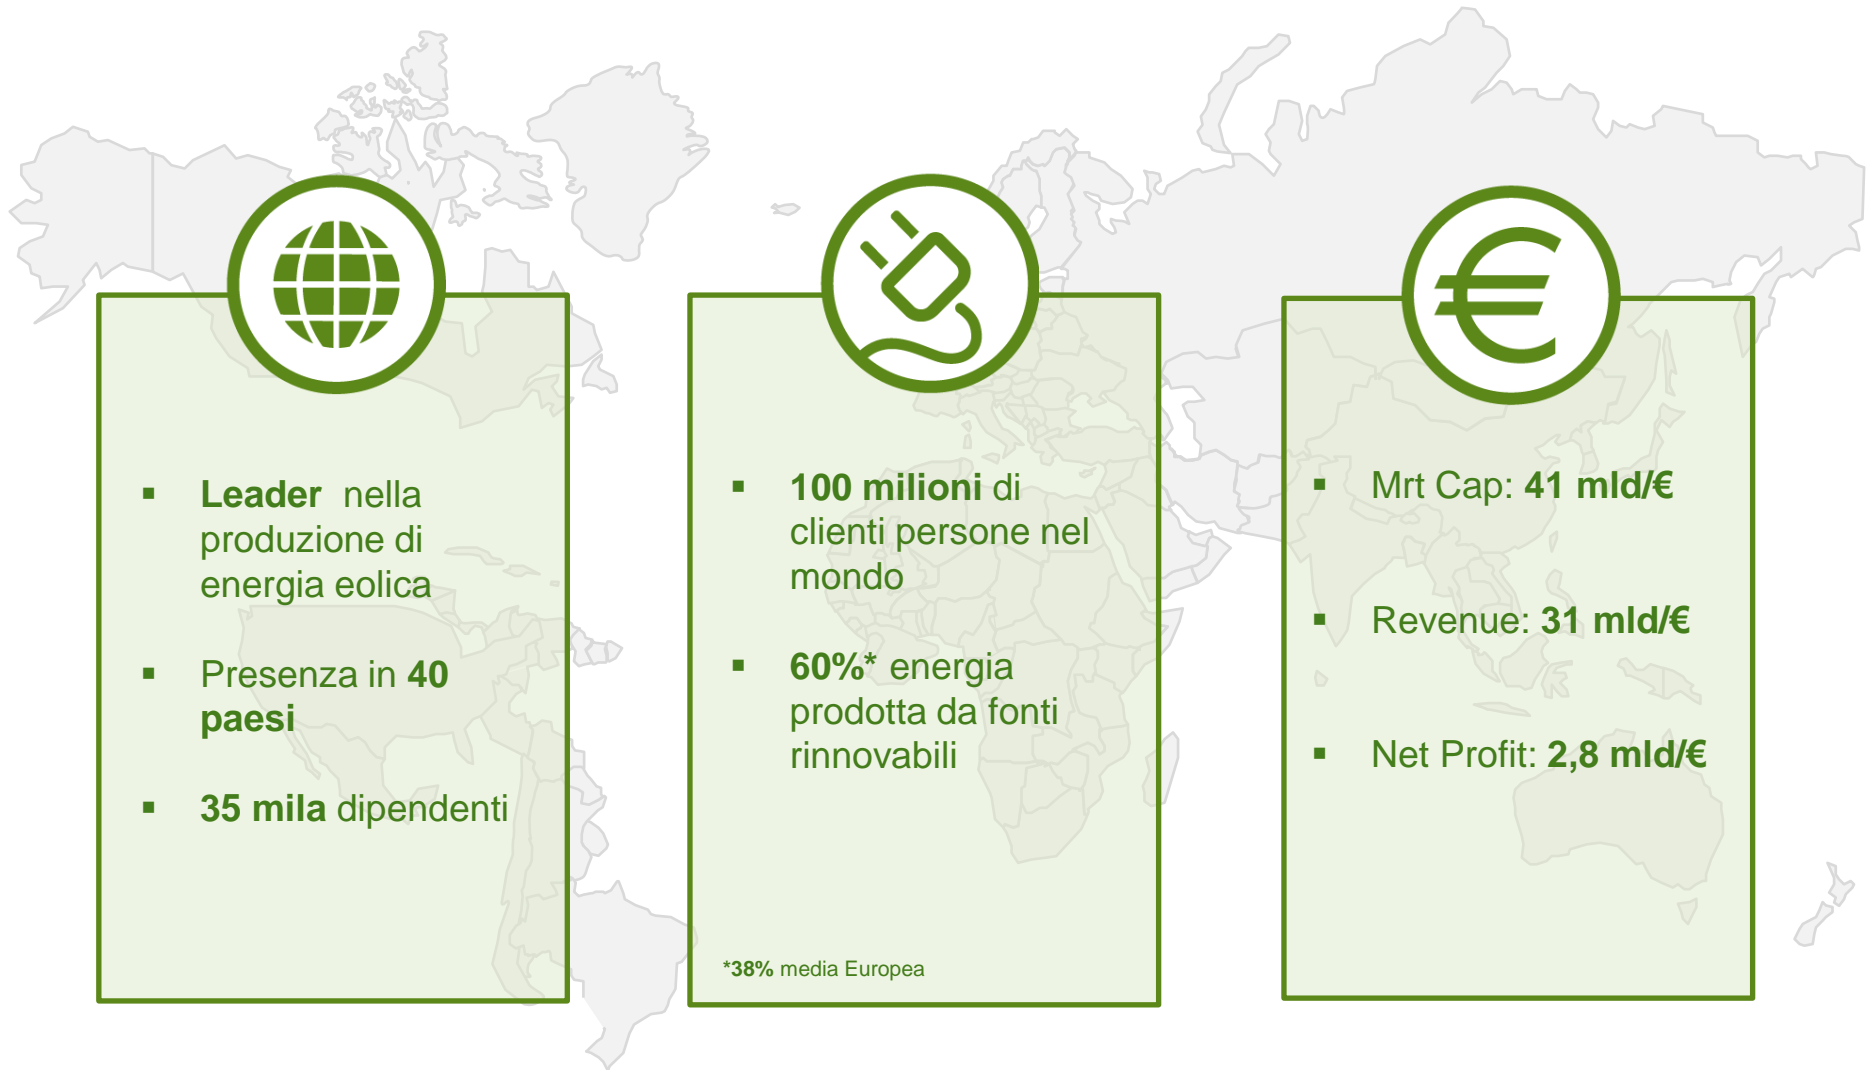 ▪ Leader nella
produzione di
energia eolica
▪ Presenza in 40
paesi
▪ 35 mila dipendenti
▪ 100 milioni di
clienti persone nel
mondo
▪ 60%* energia
prodotta da fonti
rinnovabili
*38% media Europea
€
▪ Mrt Cap: 41 mld/€
▪ Revenue: 31 mld/€
▪ Net Profit: 2,8 mld/€